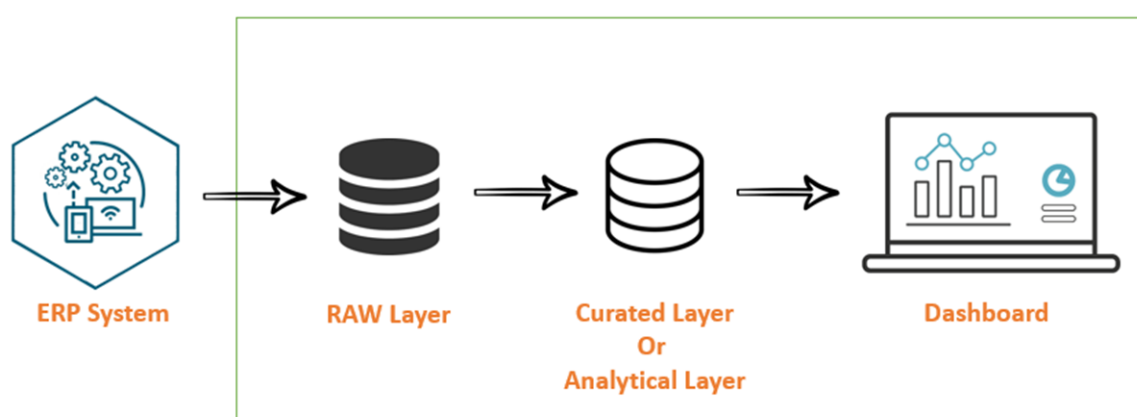 ERP System
RAW Layer
Curated Layer
Or
Analytical Layer
Dashboard